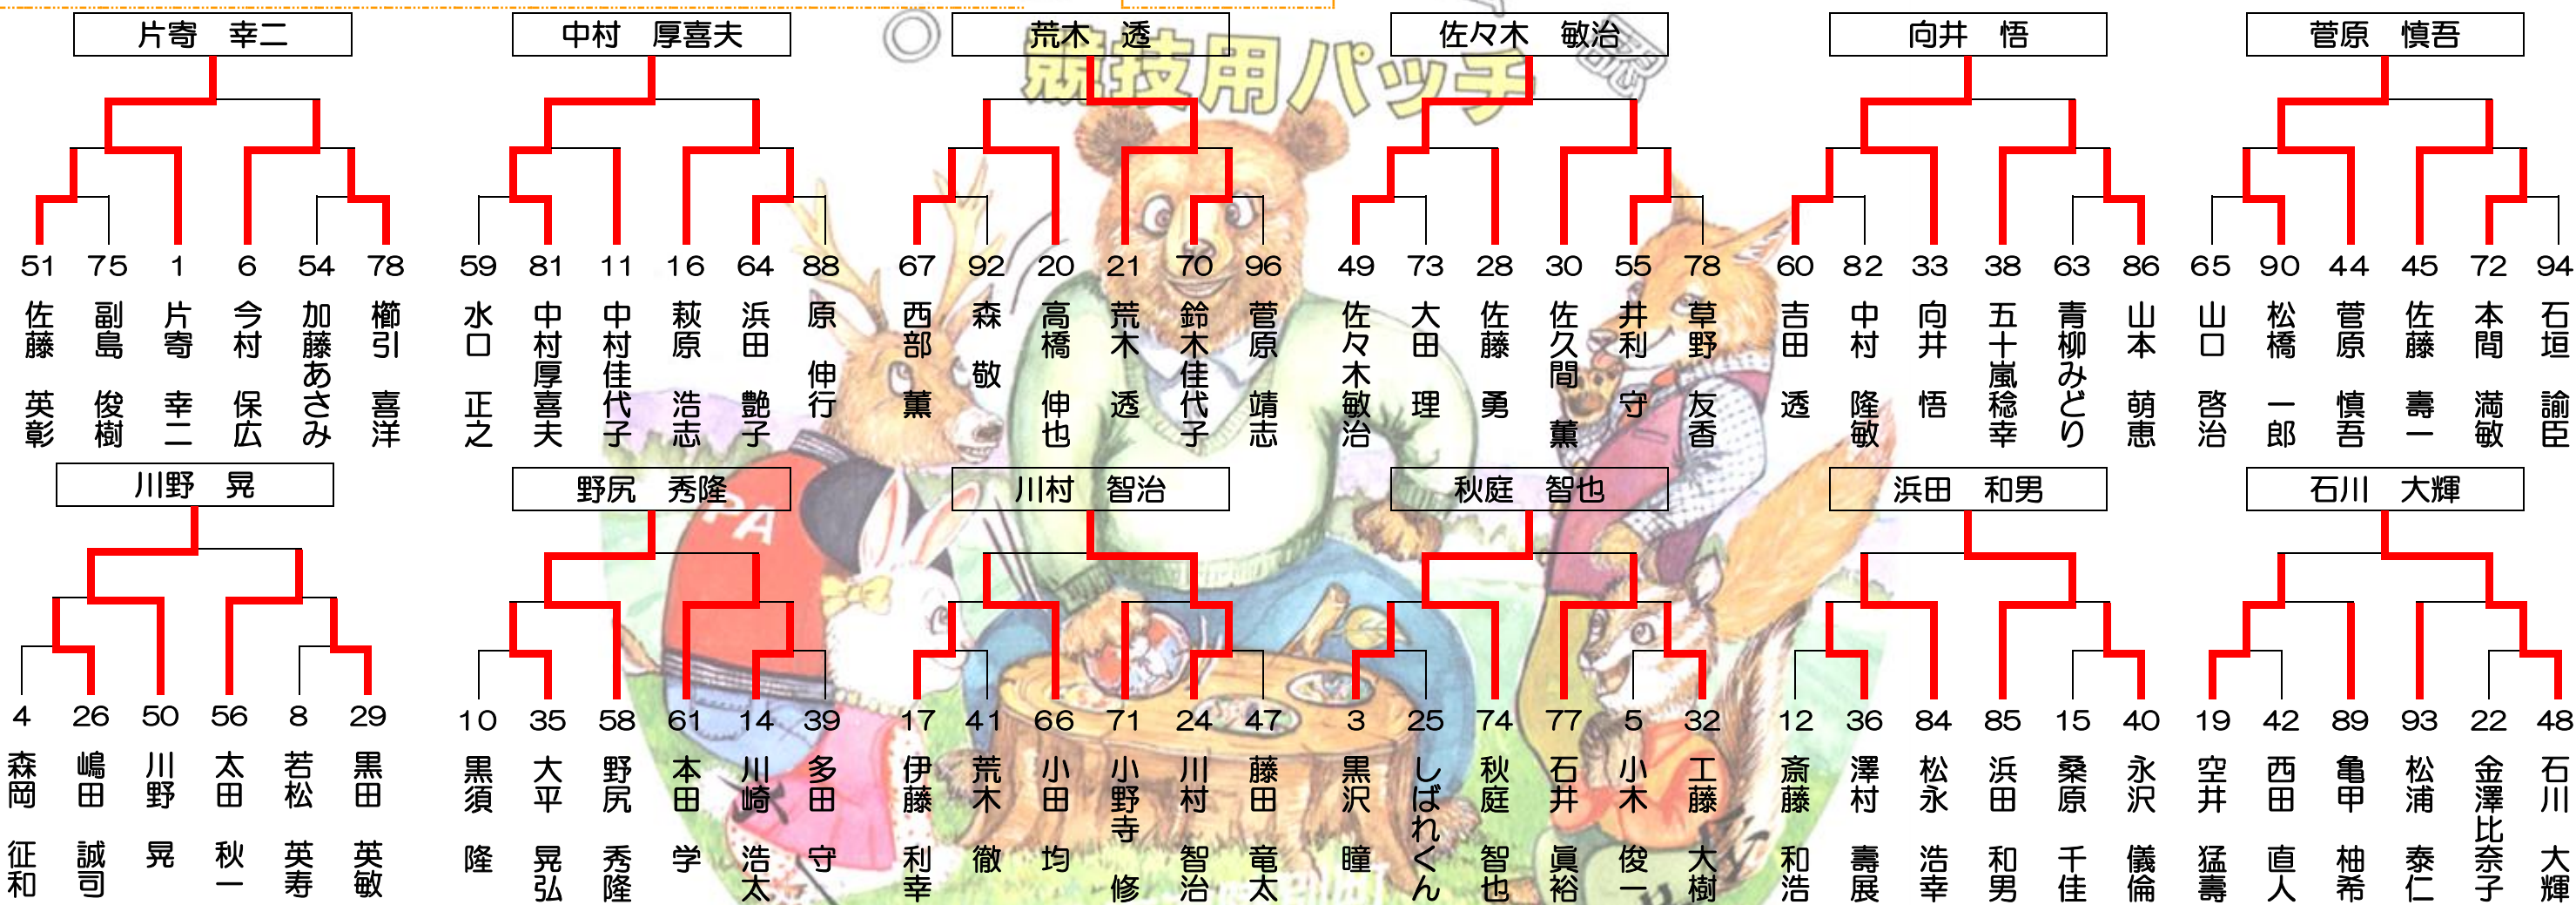 競技用パッチ
認
片寄　幸二
中村　厚喜夫
荒木　透
佐々木　敏治
向井　悟
菅原　慎吾
51 75 1 6 54 78 59 81 11 16 64 88 67 92 20 21 70 96 49 73 28 30 55 78 60 82 33 38 63 86 65 90 44 45 72 94
佐藤　英彰
副島　俊樹
片寄　幸二
今村　保広
加藤あさみ
櫛引　喜洋
水口　正之
中村厚喜夫
中村佳代子
萩原　浩志
浜田　艶子
原　伸行
西部　薫
森　敬
高橋　伸也
荒木　透
鈴木佳代子
菅原　靖志
佐々木敏治
大田　理
佐藤　勇
佐久間　薫
井利　守
草野　友香
吉田　透
中村　隆敏
向井　悟
五十嵐稔幸
青柳みどり
山本　萌恵
山口　啓治
松橋　一郎
菅原　慎吾
佐藤　壽一
本間　満敏
石垣　諭臣
川野　晃
野尻　秀隆
川村　智治
秋庭　智也
浜田　和男
石川　大輝
PA
4 26 50 56 8 29 10 35 58 61 14 39 17 41 66 71 24 47 3 25 74 77 5 32 12 36 84 85 15 40 19 42 89 93 22 48
森岡　征和
嶋田　誠司
川野　晃
太田　秋一
若松　英寿
黒田　英敏
黒須　隆
大平　晃弘
野尻　秀隆
本田　学
川崎　浩太
多田　守
伊藤　利幸
荒木　徹
小田　均
小野寺　修
川村　智治
藤田　竜太
黒沢　瞳
しばれくん
秋庭　智也
石井　眞裕
小木　俊一
工藤　大樹
斎藤　和浩
澤村　壽展
松永　浩幸
浜田　和男
桑原　千佳
永沢　儀倫
空井　猛壽
西田　直人
亀甲　柚希
松浦　泰仁
金澤比奈子
石川　大輝